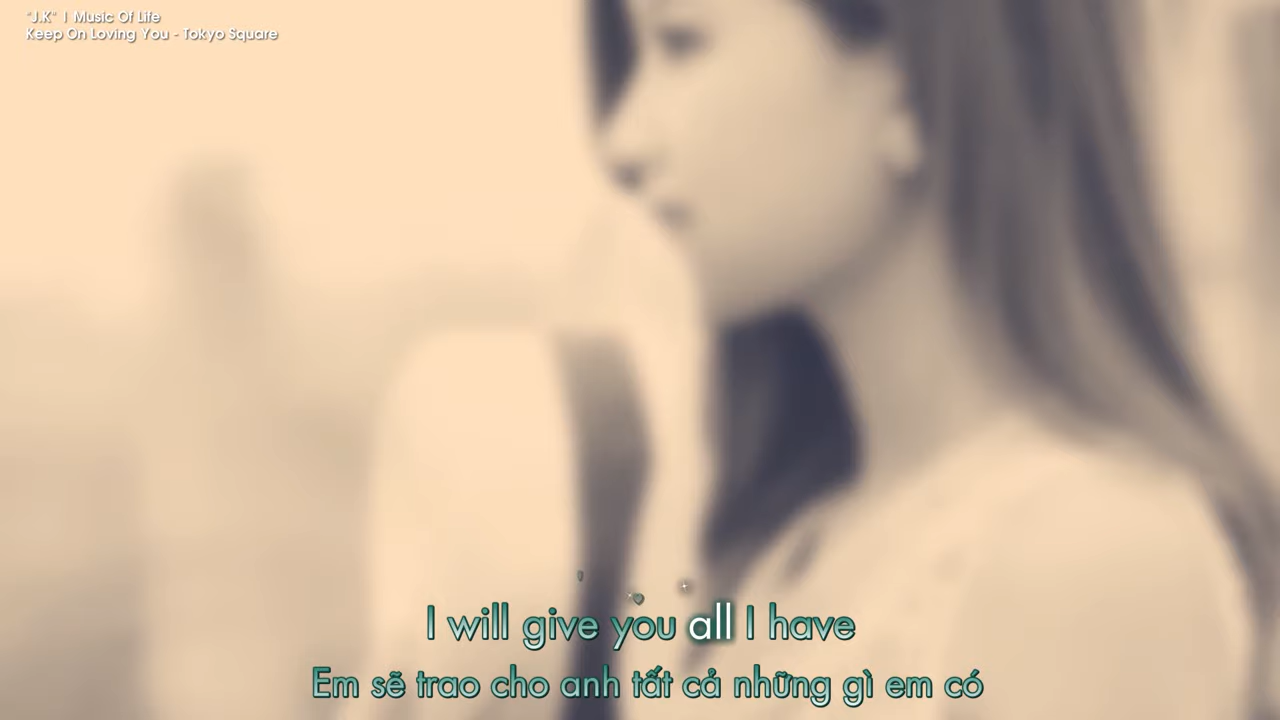 "J.K" | Music Of Life
Keep On Loving You - Tokyo Square
I will give you all I have
Em sẽ trao cho anh tất cả những gì em có